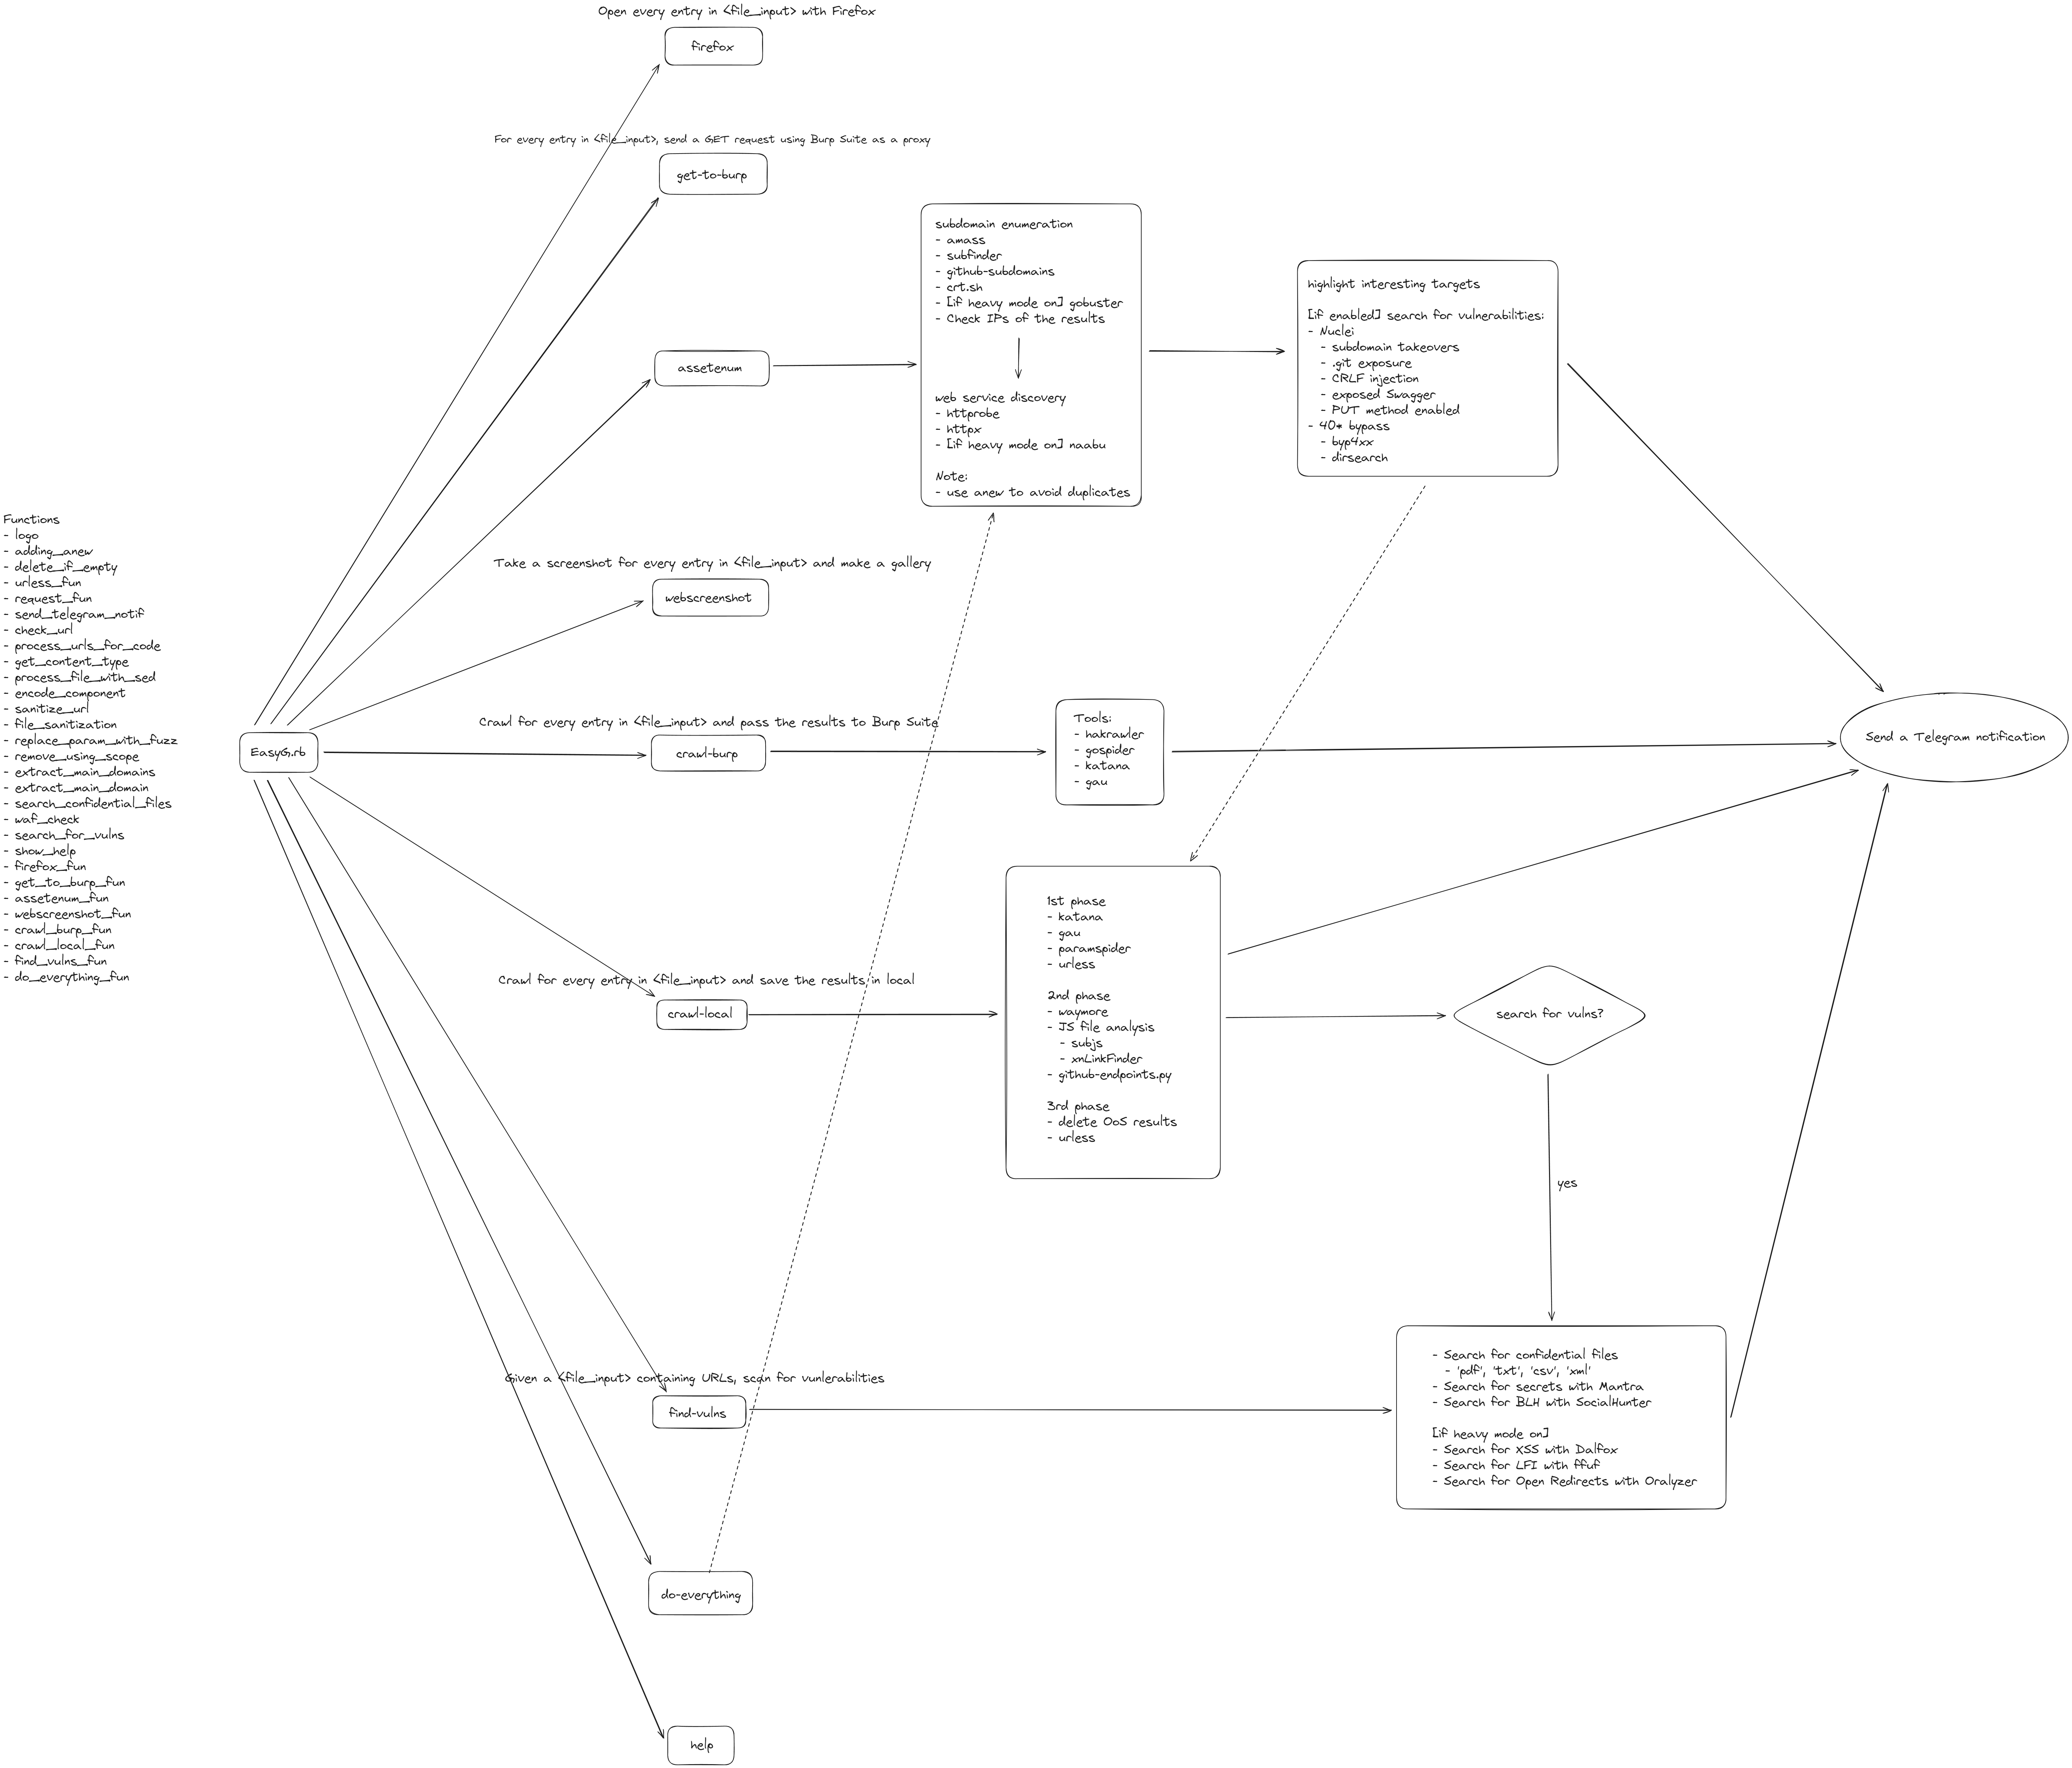 Open every entry in <file_input> with Firefox
firefox
For every entry in <file_input>, send a GET request using Burp Suite as a proxy
get-to-burp
subdomain enumeration
- amass
- subfinder
- github-subdomains
- crt.sh
- [if heavy mode on] gobuster
- Check IPs of the results
web service discovery
- httprobe
- httpx
- [if heavy mode on] naabu
Note:
- use anew to avoid duplicates
highlight interesting targets
[if enabled] search for vulnerabilities:
- Nuclei
- subdomain takeovers
- .git exposure
- CRLF injection
- exposed Swagger
- PUT method enabled
- 40* bypass
- byp4xx
- dirsearch
assetenum
Functions
- logo
- adding_anew
- delete_if_empty
- urless_fun
- request_fun
- send_telegram_notif
- check_url
- process_urls_for_code
- get_content_type
- process_file_with_sed
- encode_component
- sanitize_url
- file_sanitization
- replace_param_with_fuzz
- remove_using_scope
- extract_main_domains
- extract_main_domain
- search_confidential_files
- waf_check
- search_for_vulns
- show_help
- firefox_fun
- get_to_burp_fun
- assetenum_fun
- webscreenshot_fun
- crawl_burp_fun
- crawl_local_fun
- find_vulns_fun
- do_everything_fun
EasyG.rb
Take a screenshot for every entry in <file_input> and make a gallery
webscreenshot
Crawl for every entry in <file_input> and pass the results to Burp Suite
crawl-burp
Tools:
- hakrawler
- gospider
- katana
- gau
Send a Telegram notification
Crawl for every entry in <file_input> and save the results in local
crawl-local
1st phase
- katana
- gau
- paramspider
- urless
2nd phase
- waymore
- JS file analysis
- subjs
- xnLinkFinder
- github-endpoints.py
3rd phase
- delete OoS results
- urless
search for vulns?
yes
Given a <file_input> containing URLs, scan for vunlerabilities
find-vulns
- Search for confidential files
- 'pdf', 'txt', 'csv', 'xml'
- Search for secrets with Mantra
- Search for BLH with SocialHunter
[if heavy mode on]
- Search for XSS with Dalfox
- Search for LFI with ffuf
- Search for Open Redirects with Oralyzer
do-everything
help